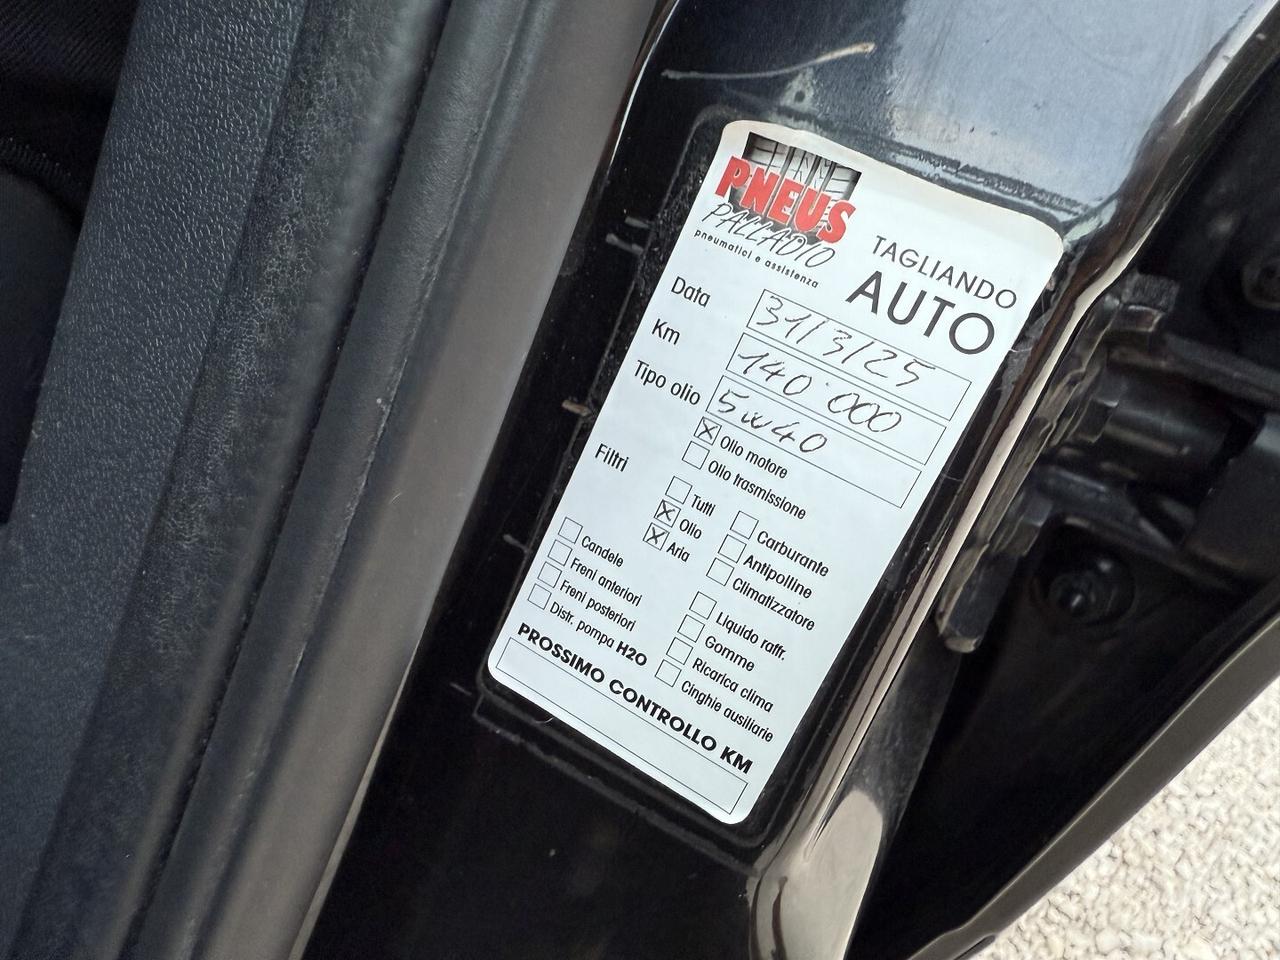 PNEUS
PALLADIO
pneumatici e assistenza
TAGLIANDO
AUTO
Data 31/3/25
Km 140'000
Tipo olio 5w40
Olio motore
Olio trasmissione
Filtri
Tutti
Olio
Aria
Carburante
Antipolline
Climatizzatore
Candele
Freni anteriori
Freni posteriori
Distr. pompa H2O
Liquido raffr.
Gomme
Ricarica clima
Cinghie ausiliarie
PROSSIMO CONTROLLO KM